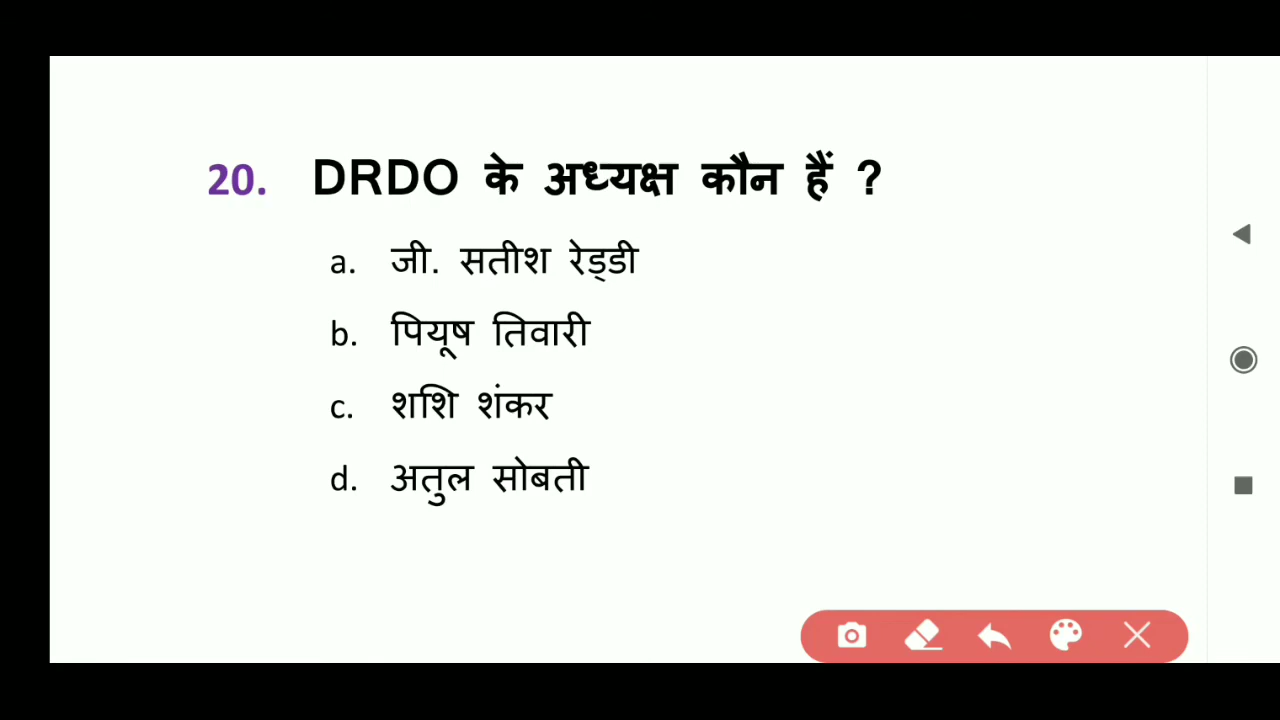 20. DRDO के अध्यक्ष कौन हैं ?
a. जी. सतीश रेड्डी
b. पियूष तिवारी
c. शशि शंकर
d. अतुल सोबती